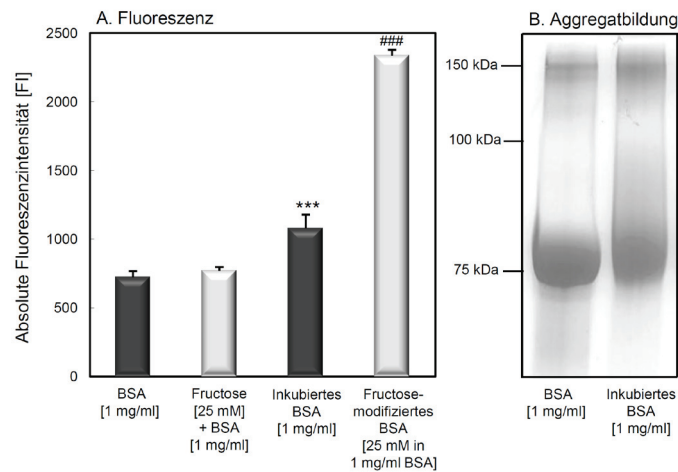 A. Fluoreszenz
Absolute Fluoreszenzintensität [FI]
2500
2000
1500
1000
500
0
***
###
BSA
[1 mg/ml]
Fructose
[25 mM]
+ BSA
[1 mg/ml]
Inkubiertes
BSA
[1 mg/ml]
Fructose-
modifiziertes
BSA
[25 mM in
1 mg/ml BSA]
B. Aggregatbildung
150 kDa
100 kDa
75 kDa
BSA
[1 mg/ml]
Inkubiertes
BSA
[1 mg/ml]